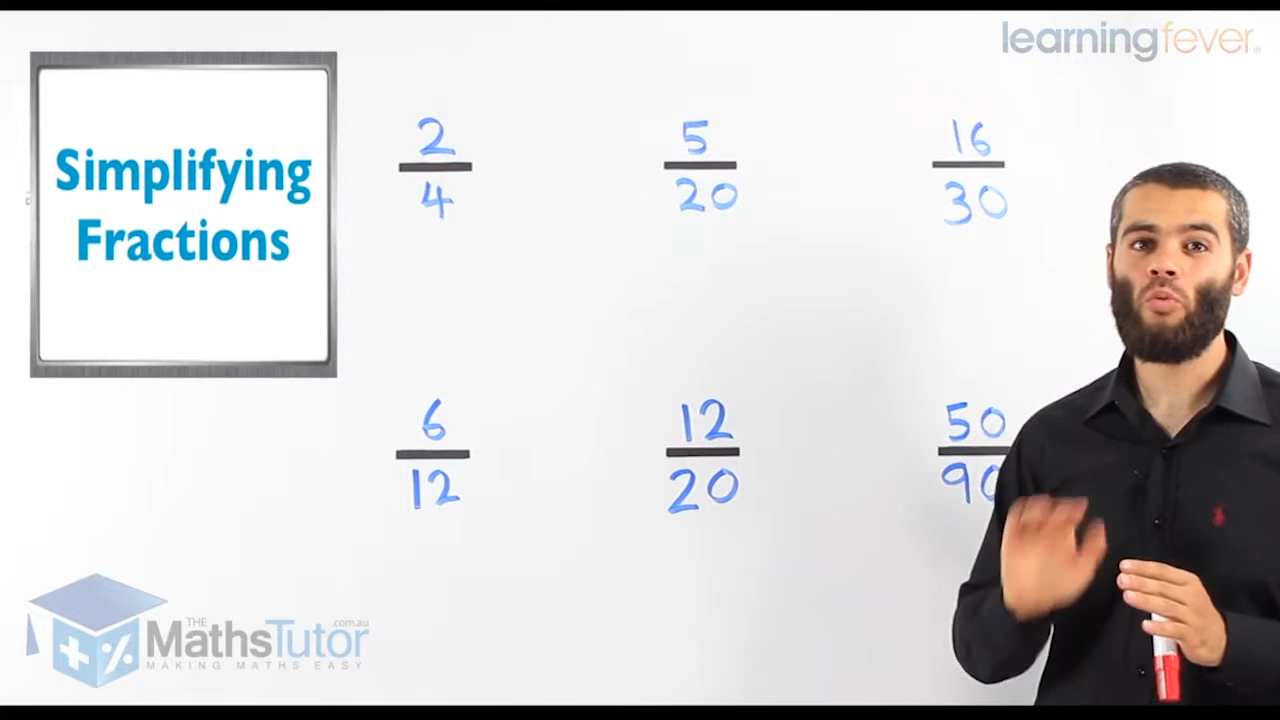 learningfever.
Simplifying
Fractions
2
4
5
20
16
30
6
12
12
20
50
90
THE
MathsTutor
.com.au
MAKING MATHS EASY